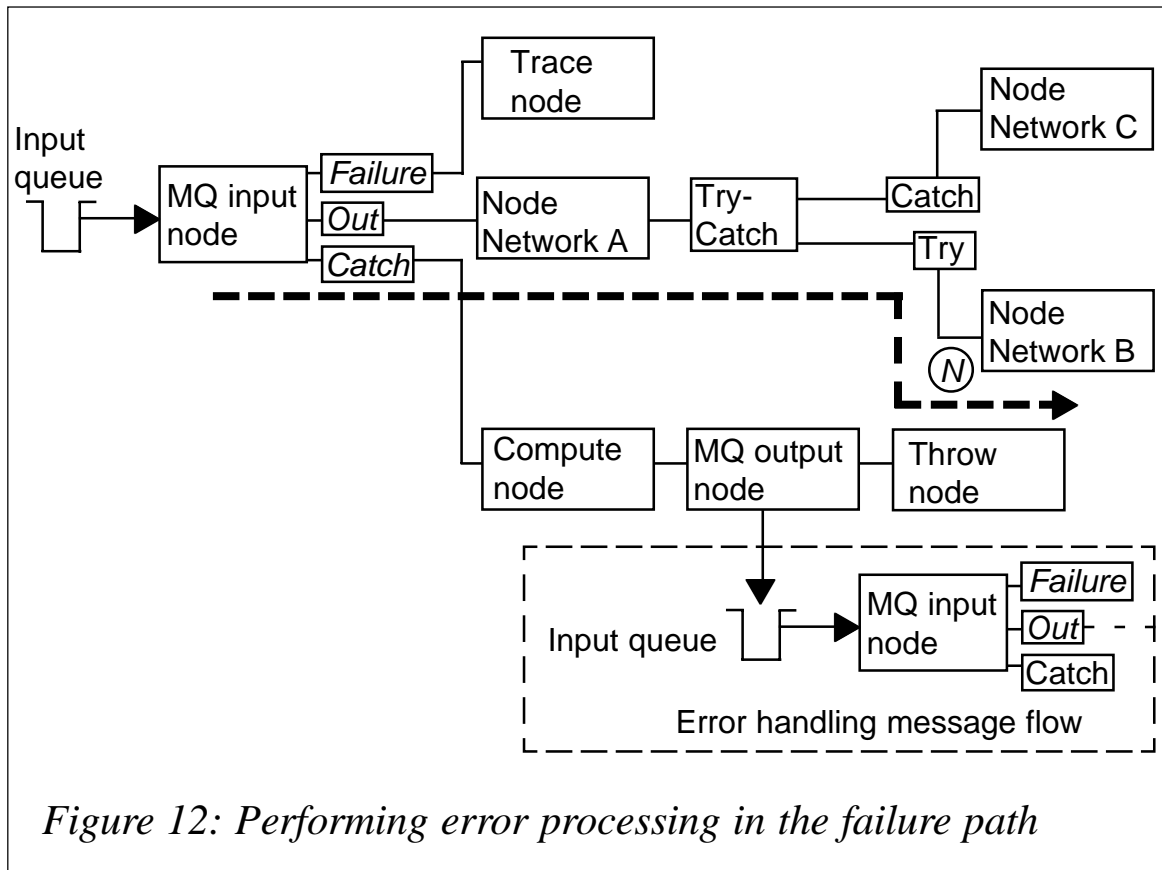 Trace
node
Node
Network C
Input
queue
MQ input
node
Failure
Out
Catch
Node
Network A
Try-
Catch
Catch
Try
Node
Network B
N
Compute
node
MQ output
node
Throw
node
Input queue
MQ input
node
Failure
Out
Catch
Error handling message flow
Figure 12: Performing error processing in the failure path